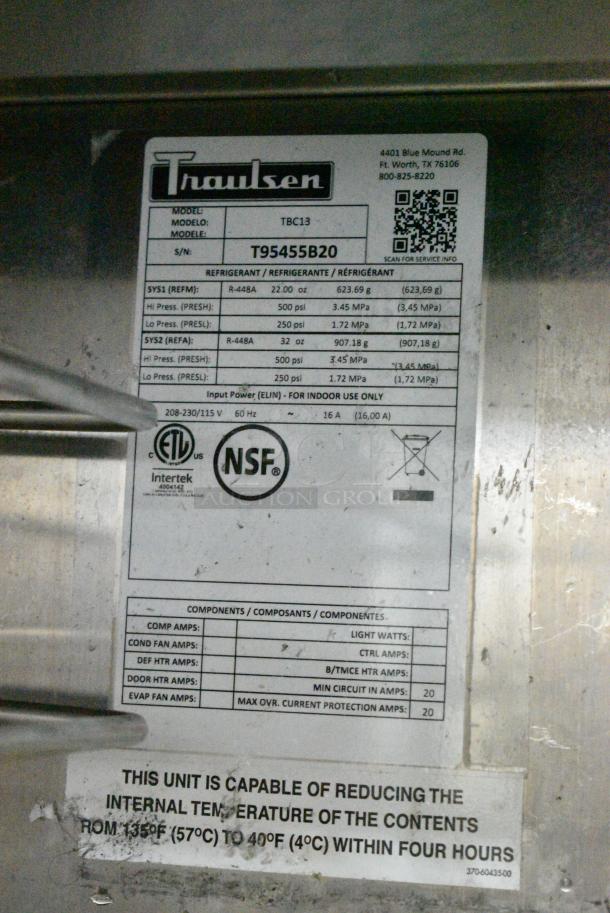 Traulsen
4401 Blue Mound Rd.
Ft. Worth, TX 76106
800-825-8220
SCAN FOR SERVICE INFO
MODEL:
MODELO: TBC13
MODELE:
S/N: T95455B20
REFRIGERANT / REFRIGERANTE / RÉFRIGÉRANT
SYS1 (REFM): R-448A 22.00 oz 623.69 g (623,69 g)
Hi Press. (PRESH): 500 psi 3.45 MPa (3,45 MPa)
Lo Press. (PRESL): 250 psi 1.72 MPa (1,72 MPa)
SYS2 (REFA): R-448A 32 oz 907.18 g (907,18 g)
Hi Press. (PRESH): 500 psi 3.45 MPa (3,45 MPa)
Lo Press. (PRESL): 250 psi 1.72 MPa (1,72 MPa)
Input Power (ELIN) - FOR INDOOR USE ONLY
208-230/115 V 60 Hz ~ 16 A (16,00 A)
C ETL US
Intertek
4004142
NSF®
AUCTION GROUP
COMPONENTS / COMPOSANTS / COMPONENTES
COMP AMPS: LIGHT WATTS:
COND FAN AMPS: CTRL AMPS:
DEF HTR AMPS: B/TMCE HTR AMPS:
DOOR HTR AMPS: MIN CIRCUIT IN AMPS: 20
EVAP FAN AMPS: MAX OVR. CURRENT PROTECTION AMPS: 20
THIS UNIT IS CAPABLE OF REDUCING THE
INTERNAL TEMPERATURE OF THE CONTENTS
ROM 135ºF (57ºC) TO 40ºF (4ºC) WITHIN FOUR HOURS
370-60435-00